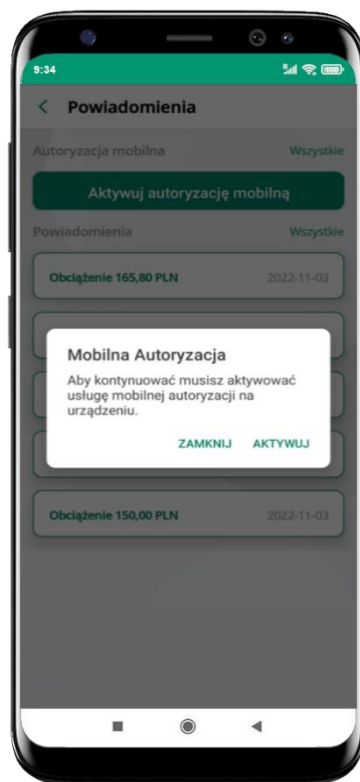 9:34
Powiadomienia
Autoryzacja mobilna Wszystkie
Aktywuj autoryzację mobilną
Powiadomienia Wszystkie
Obciążenie 165,80 PLN 2022-11-03
Mobilna Autoryzacja
Aby kontynuować musisz aktywować
usługę mobilnej autoryzacji na
urządzeniu.
ZAMKNIJ AKTYWUJ
Obciążenie 150,00 PLN 2022-11-03